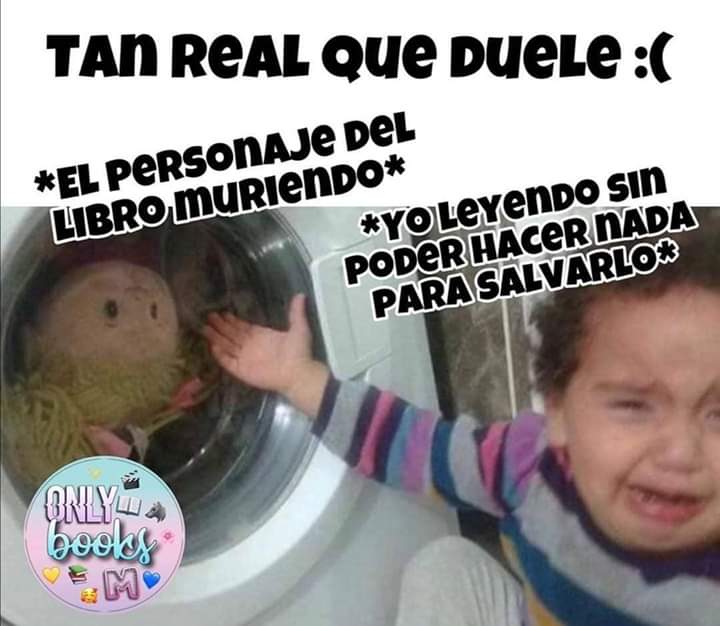 Tan Real que duele :(
*El personaje del
libro muriendo*
*Yo leyendo sin
poder hacer nada
para salvarlo*
ONLY
books
M